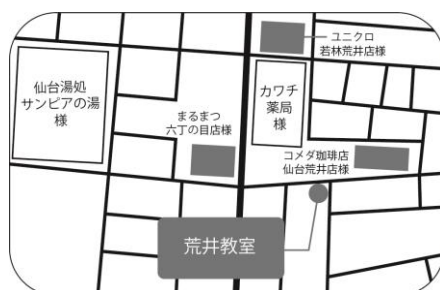 ユニクロ
若林荒井店様
仙台湯処
サンピアの湯
様
カワチ
薬局
様
まるまつ
六丁の目店様
コメダ珈琲店
仙台荒井店様
荒井教室